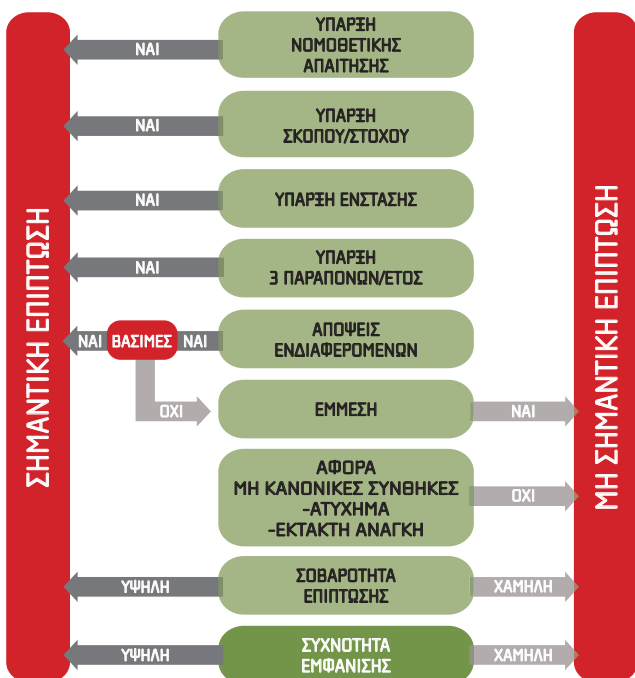 ΣΗΜΑΝΤΙΚΗ ΕΠΙΠΤΩΣΗ
ΝΑΙ
ΥΠΑΡΞΗ
ΝΟΜΟΘΕΤΙΚΗΣ
ΑΠΑΙΤΗΣΗΣ
ΝΑΙ
ΥΠΑΡΞΗ
ΣΚΟΠΟΥ/ΣΤΟΧΟΥ
ΝΑΙ
ΥΠΑΡΞΗ ΕΝΣΤΑΣΗΣ
ΝΑΙ
ΥΠΑΡΞΗ
3 ΠΑΡΑΠΟΝΩΝ/ΕΤΟΣ
ΝΑΙ
ΒΑΣΙΜΕΣ
ΝΑΙ
ΑΠΟΨΕΙΣ
ΕΝΔΙΑΦΕΡΟΜΕΝΩΝ
ΟΧΙ
ΕΜΜΕΣΗ
ΝΑΙ
ΑΦΟΡΑ
ΜΗ ΚΑΝΟΝΙΚΕΣ ΣΥΝΘΗΚΕΣ
-ΑΤΥΧΗΜΑ
-ΕΚΤΑΚΤΗ ΑΝΑΓΚΗ
ΟΧΙ
ΥΨΗΛΗ
ΣΟΒΑΡΟΤΗΤΑ
ΕΠΙΠΤΩΣΗΣ
ΧΑΜΗΛΗ
ΥΨΗΛΗ
ΣΥΧΝΟΤΗΤΑ
ΕΜΦΑΝΙΣΗΣ
ΧΑΜΗΛΗ
ΜΗ ΣΗΜΑΝΤΙΚΗ ΕΠΙΠΤΩΣΗ